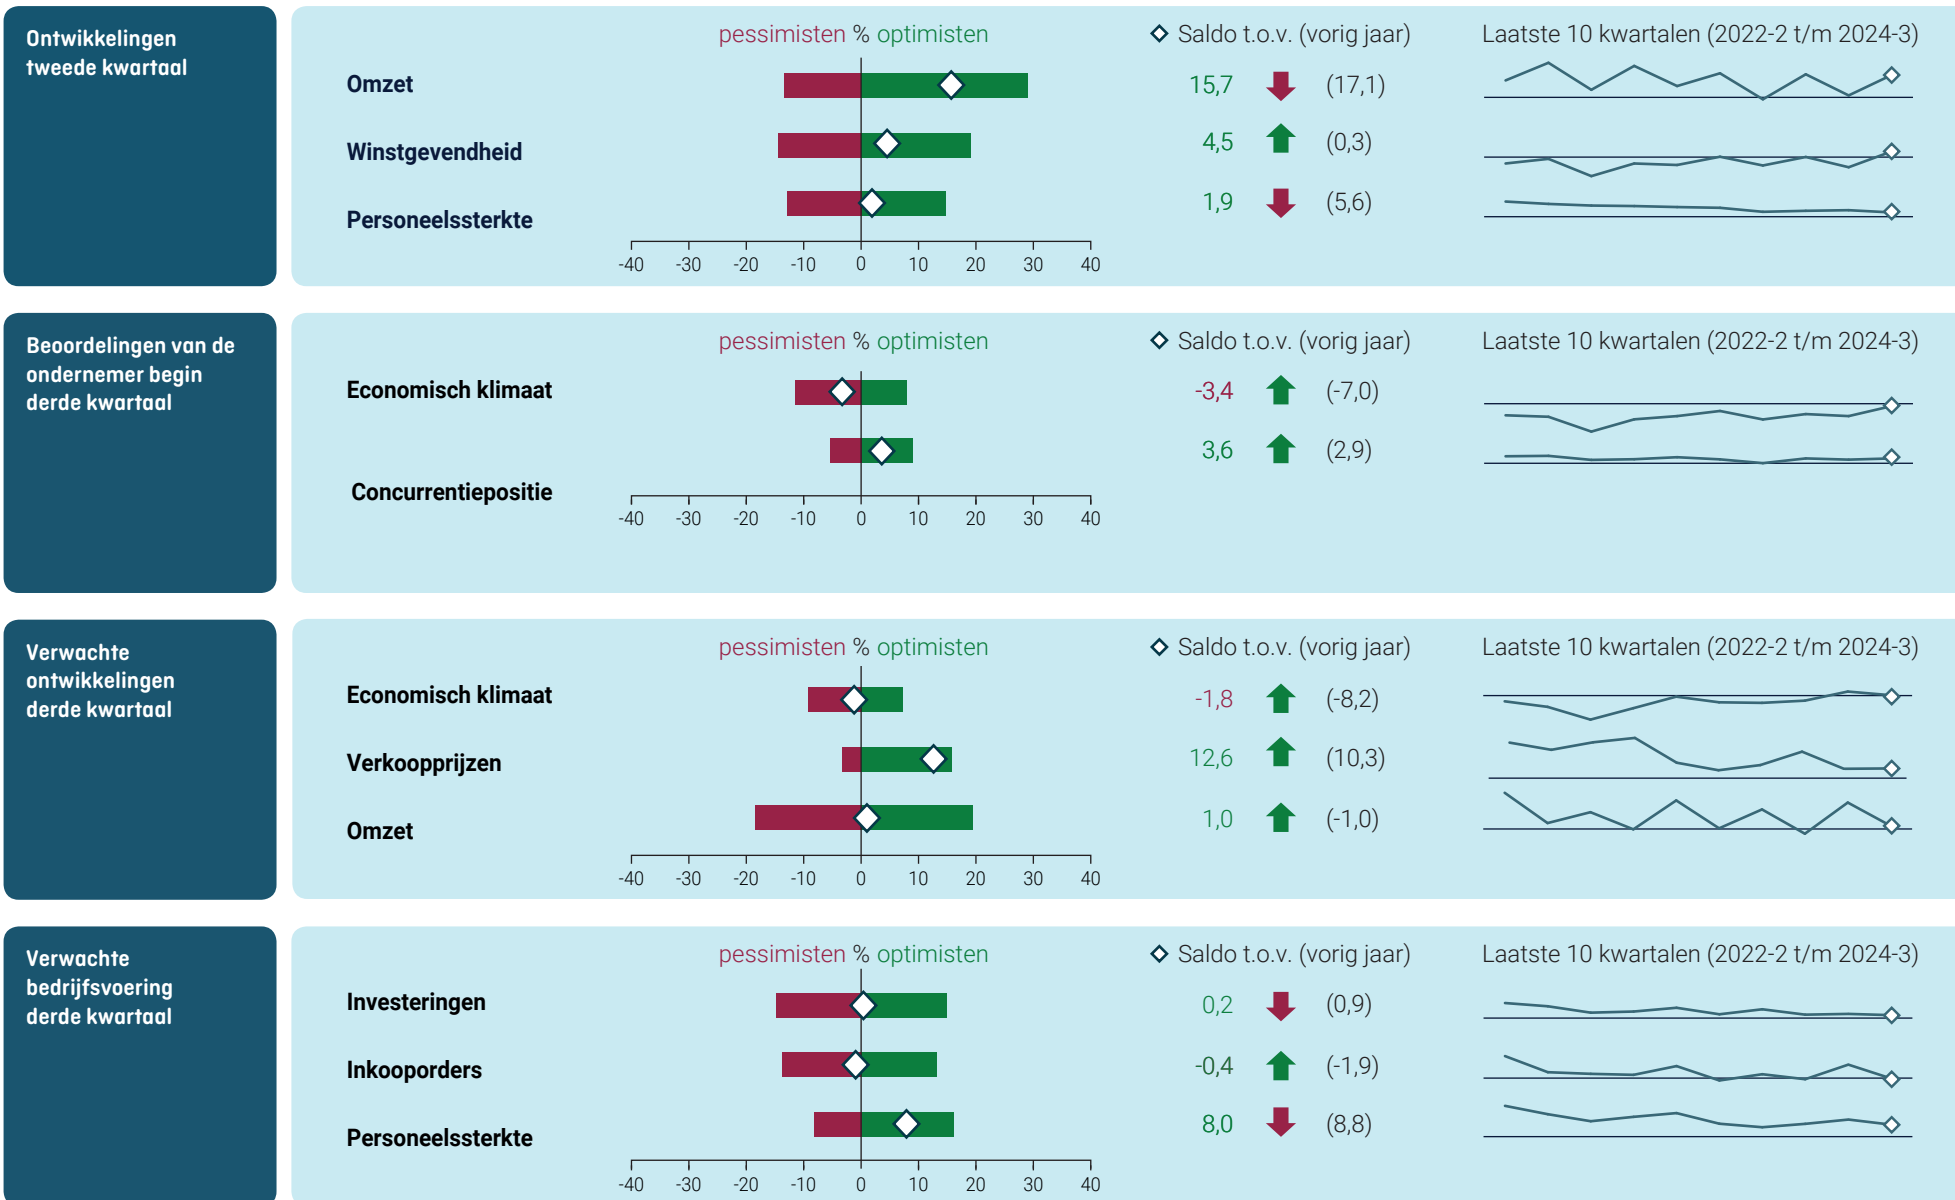 Ontwikkelingen
tweede kwartaal
pessimisten % optimisten
Saldo t.o.v. (vorig jaar)
Laatste 10 kwartalen (2022-2 t/m 2024-3)
Omzet
15,7 (17,1)
Winstgevendheid
4,5 (0,3)
Personeelssterkte
1,9 (5,6)
-40 -30 -20 -10 0 10 20 30 40
Beoordelingen van de
ondernemer begin
derde kwartaal
pessimisten % optimisten
Saldo t.o.v. (vorig jaar)
Laatste 10 kwartalen (2022-2 t/m 2024-3)
Economisch klimaat
-3,4 (-7,0)
3,6 (2,9)
Concurrentiepositie
-40 -30 -20 -10 0 10 20 30 40
Verwachte
ontwikkelingen
derde kwartaal
pessimisten % optimisten
Saldo t.o.v. (vorig jaar)
Laatste 10 kwartalen (2022-2 t/m 2024-3)
Economisch klimaat
-1,8 (-8,2)
Verkoopprijzen
12,6 (10,3)
Omzet
1,0 (-1,0)
-40 -30 -20 -10 0 10 20 30 40
Verwachte
bedrijfsvoering
derde kwartaal
pessimisten % optimisten
Saldo t.o.v. (vorig jaar)
Laatste 10 kwartalen (2022-2 t/m 2024-3)
Investeringen
0,2 (0,9)
Inkooporders
-0,4 (-1,9)
Personeelssterkte
8,0 (8,8)
-40 -30 -20 -10 0 10 20 30 40